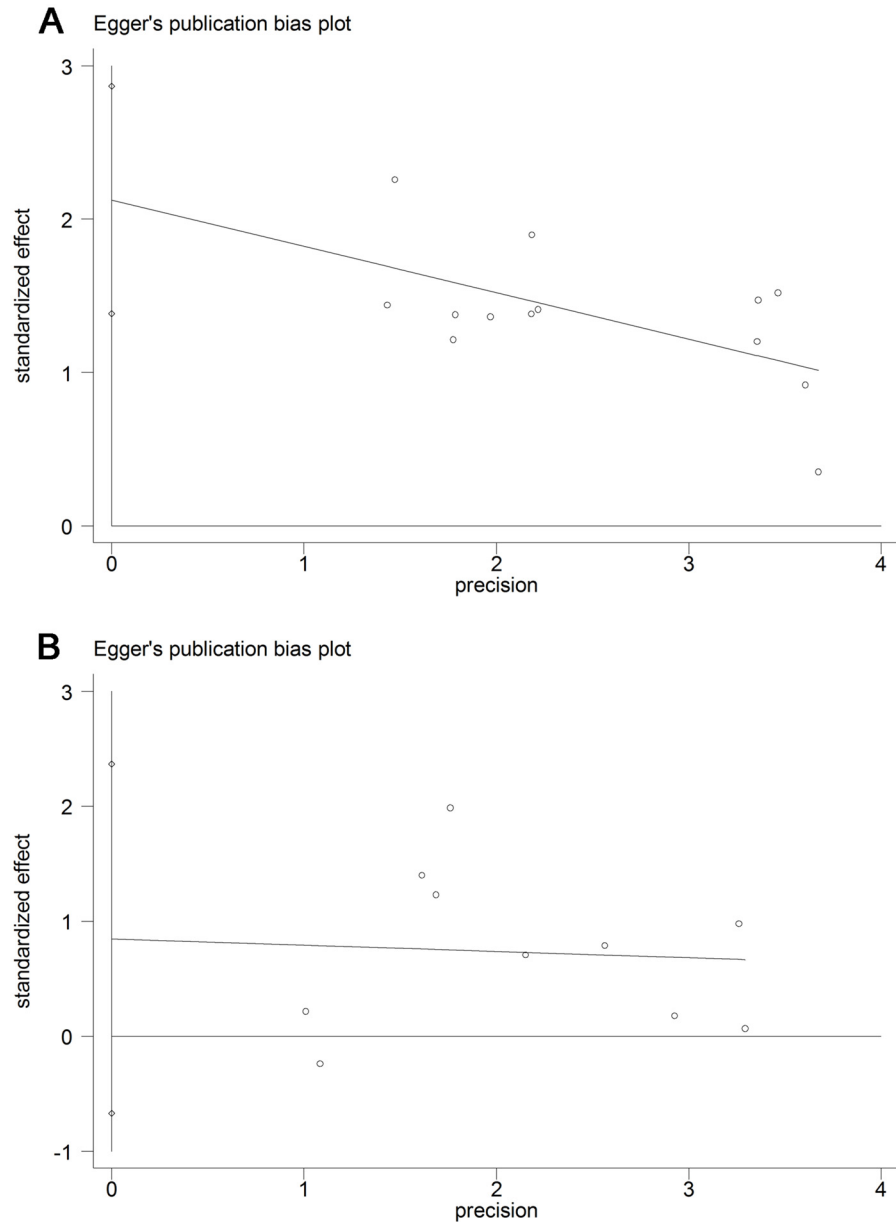 A Egger's publication bias plot
3
2
1
0
standardized effect
0 1 2 3 4
precision
B Egger's publication bias plot
3
2
1
0
-1
standardized effect
0 1 2 3 4
precision